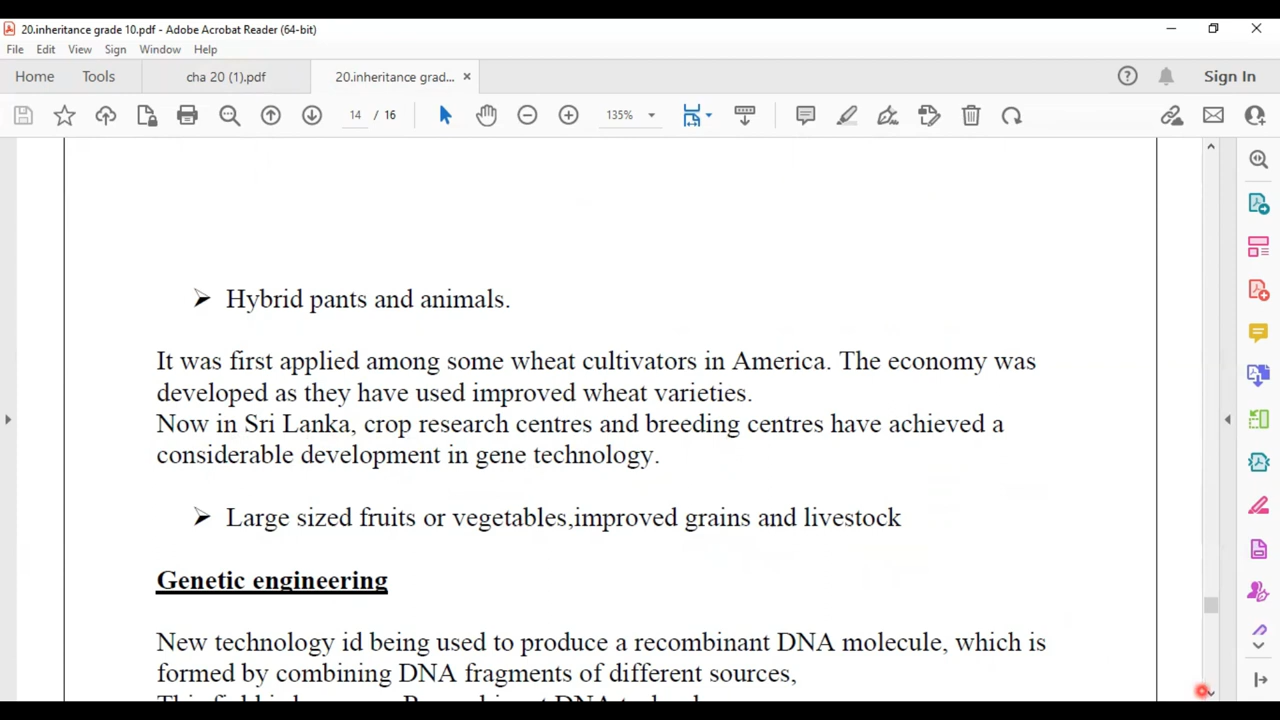 20.inheritance grade 10.pdf - Adobe Acrobat Reader (64-bit)
File Edit View Sign Window Help
Home Tools cha 20 (1).pdf 20.inheritance grad... × Sign In
14 / 16 135%
Hybrid pants and animals.
It was first applied among some wheat cultivators in America. The economy was
developed as they have used improved wheat varieties.
Now in Sri Lanka, crop research centres and breeding centres have achieved a
considerable development in gene technology.
Large sized fruits or vegetables,improved grains and livestock
Genetic engineering
New technology id being used to produce a recombinant DNA molecule, which is
formed by combining DNA fragments of different sources,